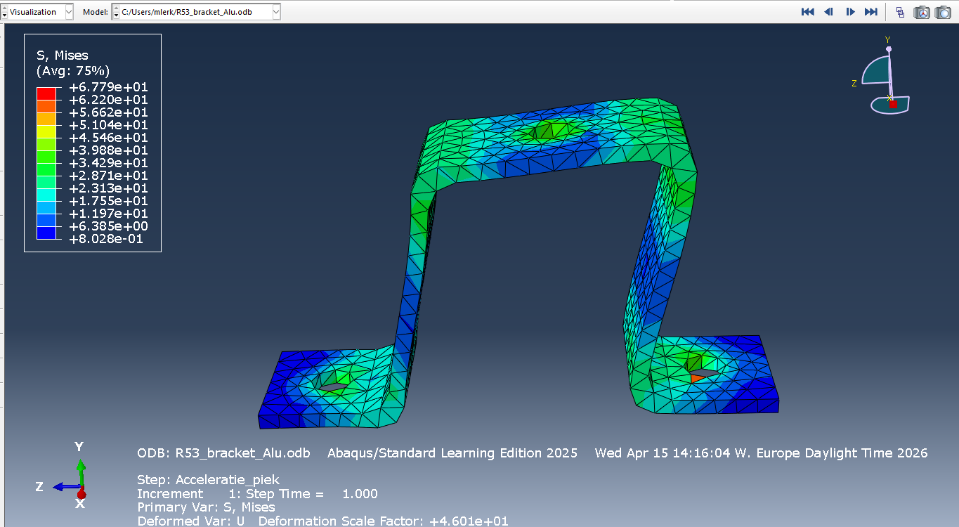 Visualization Model: C:/Users/mlerk/R53_bracket_Alu.odb
S, Mises
(Avg: 75%)
+6.779e+01
+6.220e+01
+5.662e+01
+5.104e+01
+4.546e+01
+3.988e+01
+3.429e+01
+2.871e+01
+2.313e+01
+1.755e+01
+1.197e+01
+6.385e+00
+8.028e-01
Y
Z
X
Y
Z
X
ODB: R53_bracket_Alu.odb Abaqus/Standard Learning Edition 2025 Wed Apr 15 14:16:04 W. Europe Daylight Time 2026
Step: Acceleratie_piek
Increment 1: Step Time = 1.000
Primary Var: S, Mises
Deformed Var: U Deformation Scale Factor: +4.601e+01